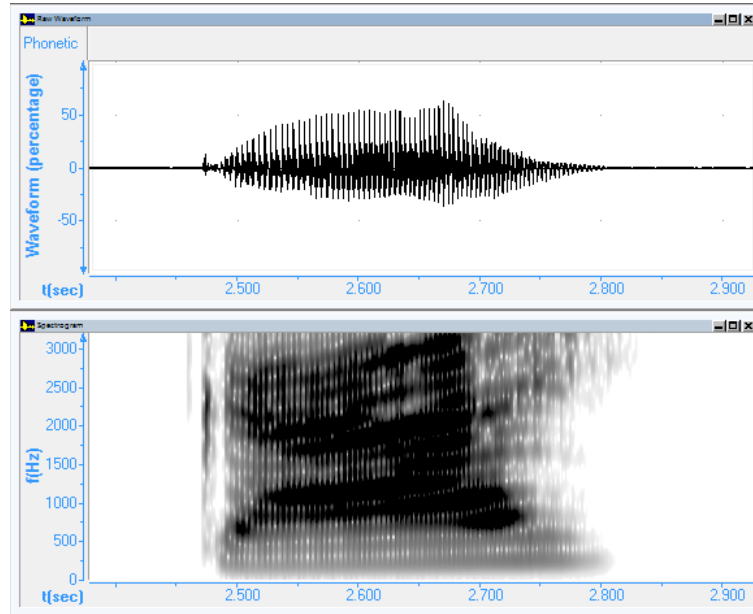 Raw Waveform
Phonetic
Waveform (percentage)
50
0
-50
t(sec)
2.500
2.600
2.700
2.800
2.900
Spectrogram
f(Hz)
3000
2500
2000
1500
1000
500
0
t(sec)
2.500
2.600
2.700
2.800
2.900